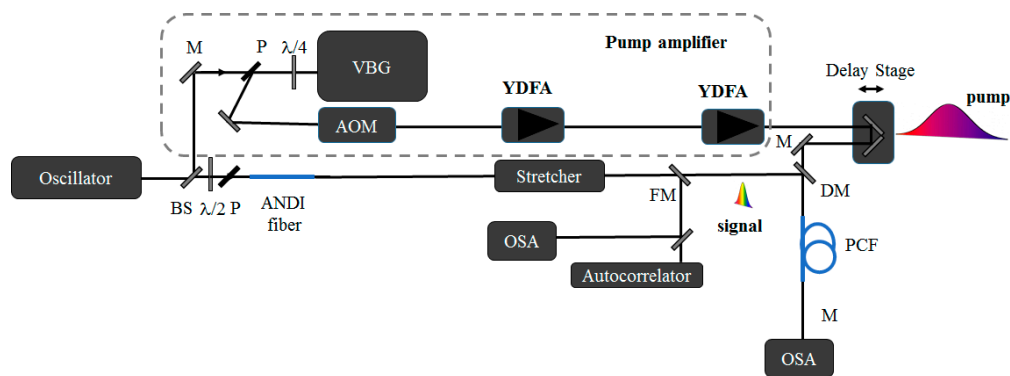 M
P
λ/4
VBG
Pump amplifier
Delay Stage
YDFA
YDFA
pump
AOM
M
Oscillator
BS
λ/2
P
ANDI
fiber
Stretcher
FM
signal
DM
OSA
Autocorrelator
PCF
M
OSA